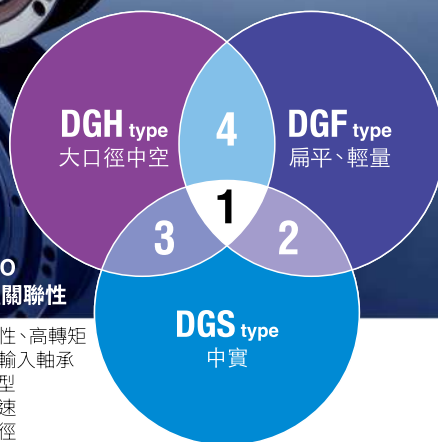 DGH type
大口徑中空
DGF type
扁平、輕量
4
1
3
2
DGS type
中實
O
關聯性
性、高轉矩
輸入軸承
型
速
徑